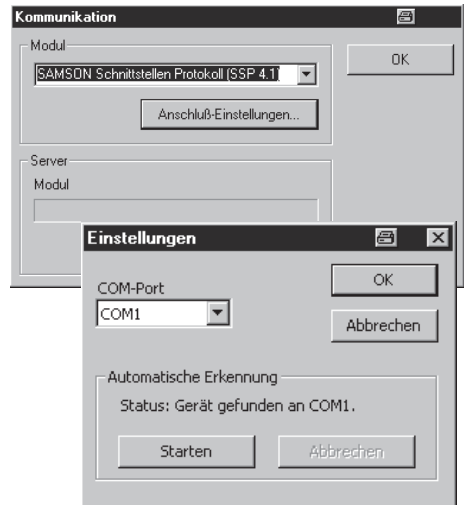 Kommunikation
Modul
SAMSON Schnittstellen Protokoll (SSP 4.1)
OK
Anschluß-Einstellungen...
Server
Modul
Einstellungen
COM-Port
COM1
OK
Abbrechen
Automatische Erkennung
Status: Gerät gefunden an COM1.
Starten
Abbrechen